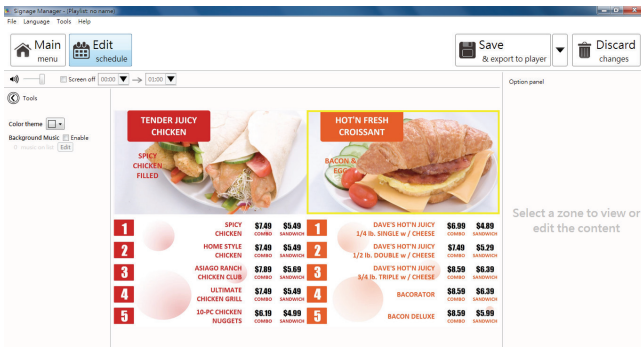 Signage Manager - (Playlist: no name)
File Language Tools Help
Main
menu
Edit
schedule
Save
& export to player
Discard
changes
Screen off 00:00 → 01:00
Option panel
Tools
Color theme
Background Music Enable
Edit
TENDER JUICY
CHICKEN
SPICY
CHICKEN
FILLED
HOT'N FRESH
CROISSANT
BACON &
EGG
Select a zone to view or
edit the content
1 SPICY CHICKEN $7.49 COMBO $5.49 SANDWICH
2 HOME STYLE CHICKEN $7.49 COMBO $5.49 SANDWICH
3 ASIAGO RANCH CHICKEN CLUB $7.89 COMBO $5.69 SANDWICH
4 ULTIMATE CHICKEN GRILL $7.49 COMBO $5.49 SANDWICH
5 10-PC CHICKEN NUGGETS $6.19 COMBO $4.99 SANDWICH
1 DAVE'S HOT'N JUICY 1/4 lb. SINGLE w / CHEESE $6.99 COMBO $4.89 SANDWICH
2 DAVE'S HOT'N JUICY 1/2 lb. DOUBLE w / CHEESE $7.49 COMBO $5.29 SANDWICH
3 DAVE'S HOT'N JUICY 3/4 lb. TRIPLE w / CHEESE $8.59 COMBO $6.39 SANDWICH
4 BACORATOR $8.59 COMBO $6.39 SANDWICH
5 BACON DELUXE $8.59 COMBO $5.99 SANDWICH